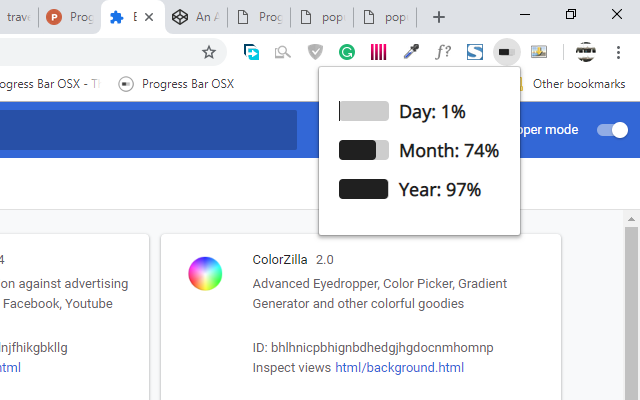 trave
Prog
E
An A
Prog
pop
pop
f?
ogress Bar OSX - Th
Progress Bar OSX
Other bookmarks
Day: 1%
Month: 74%
Year: 97%
pper mode
4
on against advertising
Facebook, Youtube
njfhikgbkllg
html
ColorZilla 2.0
Advanced Eyedropper, Color Picker, Gradient
Generator and other colorful goodies
ID: bhlhnicpbhignbdhedgjhgdocnmhomnp
Inspect views html/background.html